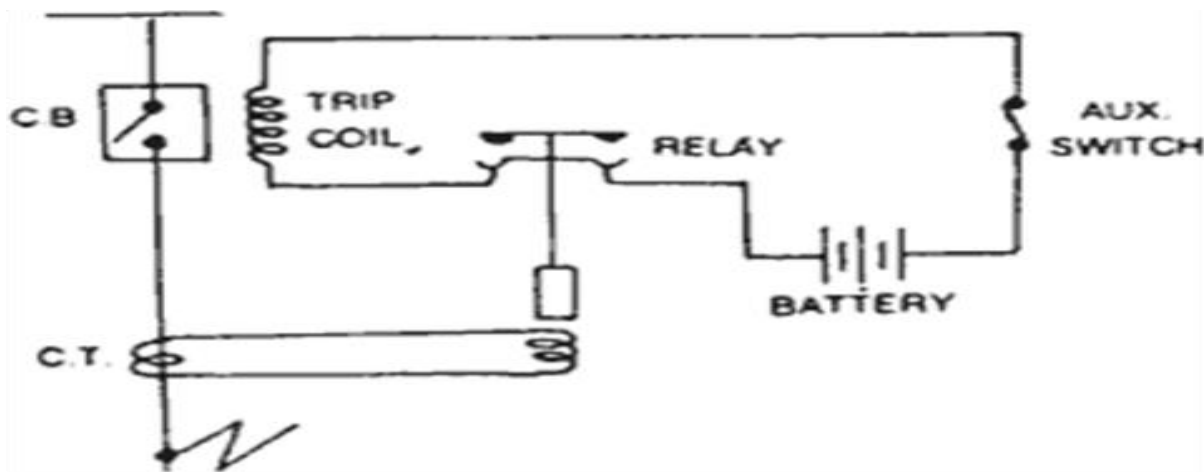 C.B
TRIP
COIL.
RELAY
AUX.
SWITCH
BATTERY
C.T.